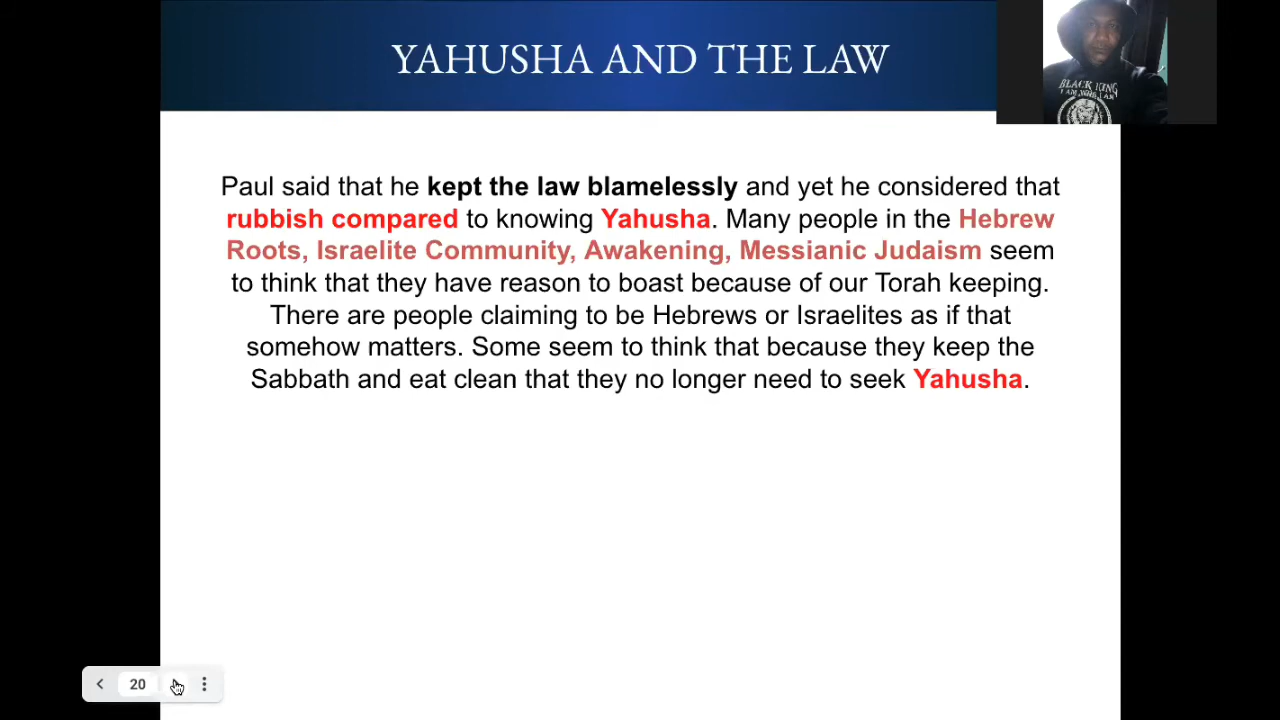 YAHUSHA AND THE LAW
BLACK KING
Paul said that he kept the law blamelessly and yet he considered that
rubbish compared to knowing Yahusha. Many people in the Hebrew
Roots, Israelite Community, Awakening, Messianic Judaism seem
to think that they have reason to boast because of our Torah keeping.
There are people claiming to be Hebrews or Israelites as if that
somehow matters. Some seem to think that because they keep the
Sabbath and eat clean that they no longer need to seek Yahusha.
20